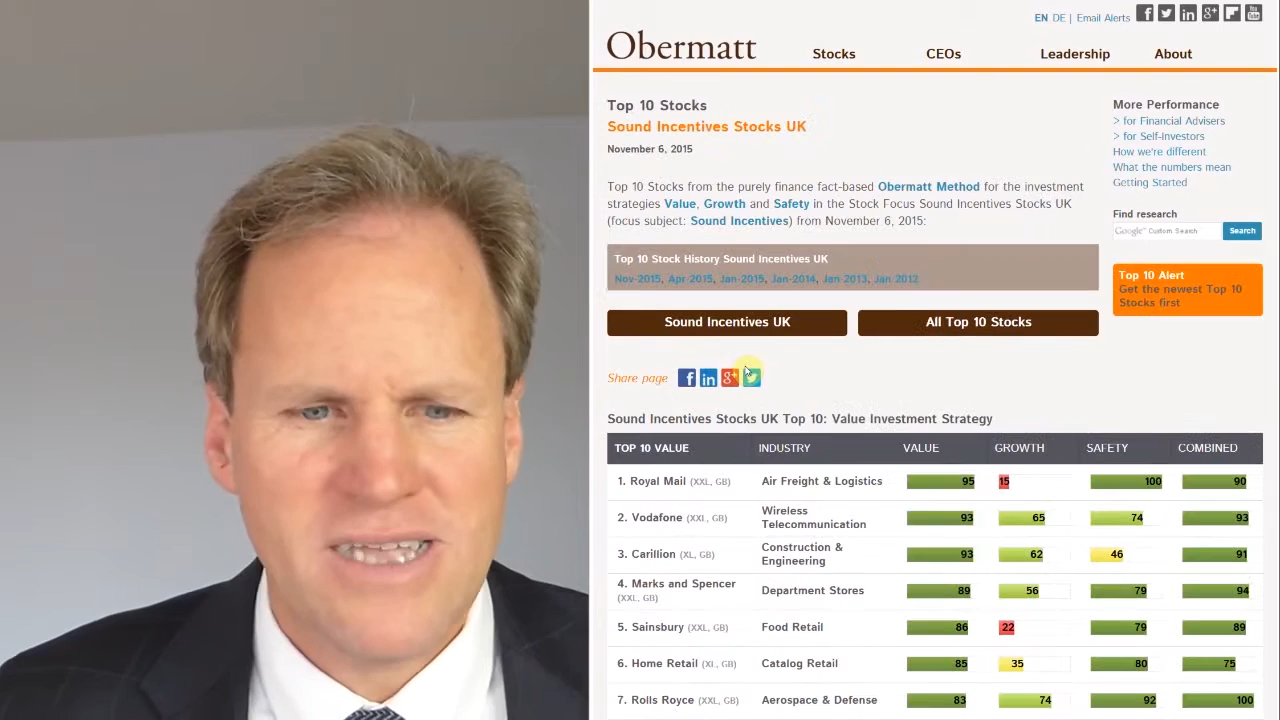 EN DE | Email Alerts
Obermatt
Stocks
CEOs
Leadership
About
Top 10 Stocks
Sound Incentives Stocks UK
November 6, 2015
Top 10 Stocks from the purely finance fact-based Obermatt Method for the investment
strategies Value, Growth and Safety in the Stock Focus Sound Incentives Stocks UK
(focus subject: Sound Incentives) from November 6, 2015:
Top 10 Stock History Sound Incentives UK
Nov-2015, Apr-2015, Jan-2015, Jan-2014, Jan-2013, Jan-2012
Sound Incentives UK
All Top 10 Stocks
Share page
More Performance
> for Financial Advisers
> for Self-Investors
How we're different
What the numbers mean
Getting Started
Find research
Google™ Custom Search
Search
Top 10 Alert
Get the newest Top 10
Stocks first
Sound Incentives Stocks UK Top 10: Value Investment Strategy
TOP 10 VALUE INDUSTRY VALUE GROWTH SAFETY COMBINED
1. Royal Mail (XXL, GB) Air Freight & Logistics 95 15 100 90
2. Vodafone (XXL, GB) Wireless Telecommunication 93 65 74 93
3. Carillion (XL, GB) Construction & Engineering 93 62 46 91
4. Marks and Spencer (XXL, GB) Department Stores 89 56 79 94
5. Sainsbury (XXL, GB) Food Retail 86 22 79 89
6. Home Retail (XL, GB) Catalog Retail 85 35 80 75
7. Rolls Royce (XXL, GB) Aerospace & Defense 83 74 92 100